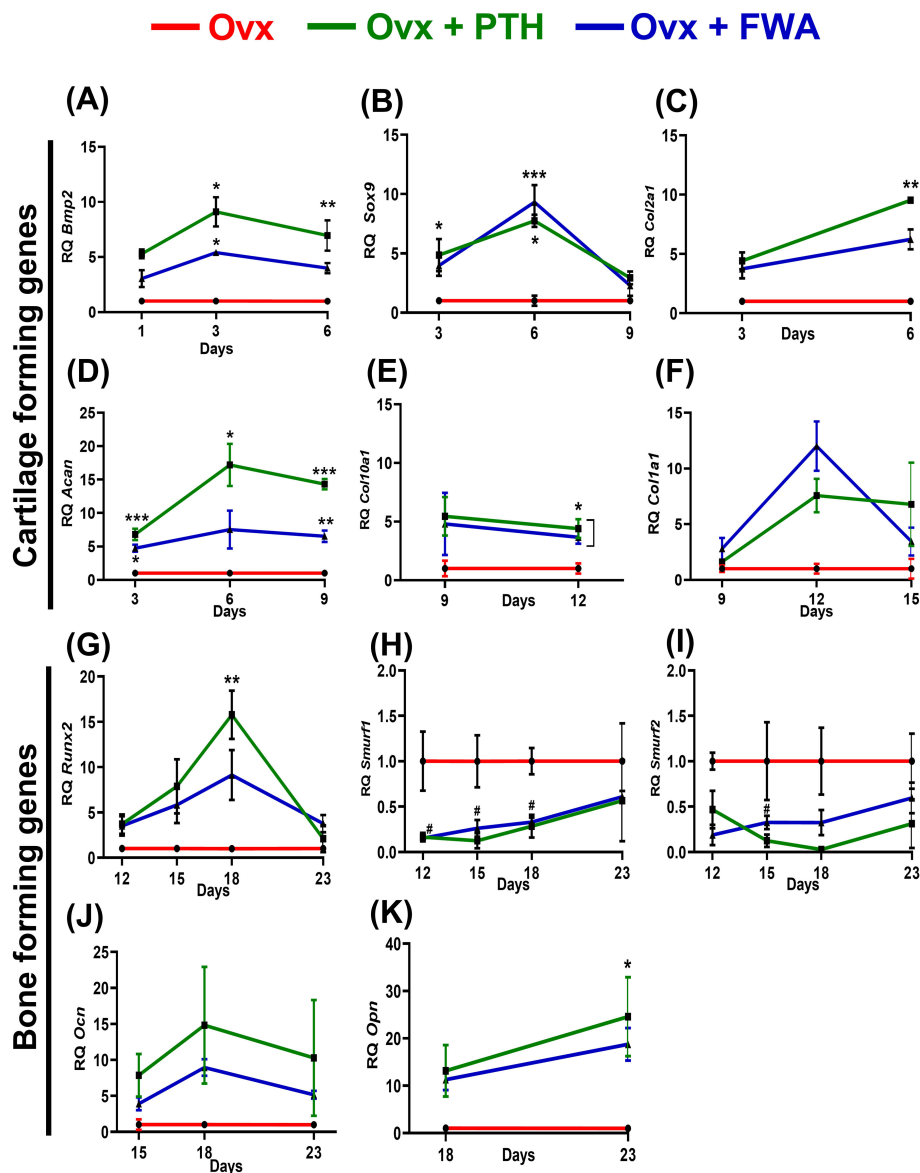 Ovx Ovx + PTH Ovx + FWA
Cartilage forming genes
(A)
RQ Bmp2
15
10
5
0
*
*
**
1 3 6
Days
(B)
RQ Sox9
15
10
5
0
*
***
*
3 6 9
Days
(C)
RQ Col2a1
15
10
5
0
**
3 Days 6
(D)
RQ Acan
25
20
15
10
5
0
***
*
*
***
**
3 6 9
Days
(E)
RQ Col10a1
15
10
5
0
*
9 Days 12
(F)
RQ Col1a1
15
10
5
0
9 12 15
Days
Bone forming genes
(G)
RQ Runx2
20
15
10
5
0
**
12 15 18 23
Days
(H)
RQ Smurf1
2.0
1.5
1.0
0.5
0.0
# # #
12 15 18 23
Days
(I)
RQ Smurf2
2.0
1.5
1.0
0.5
0.0
#
12 15 18 23
Days
(J)
RQ Ocn
25
20
15
10
5
0
15 18 23
Days
(K)
RQ Opn
40
30
20
10
0
*
18 23
Days